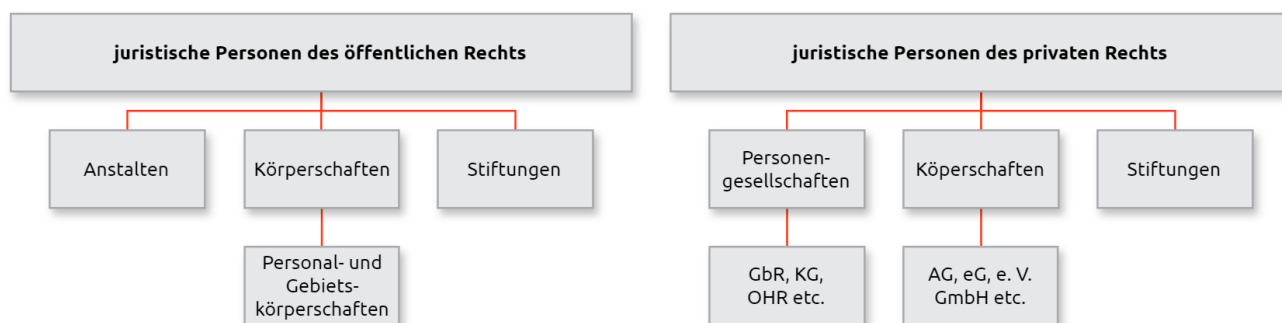 juristische Personen des öffentlichen Rechts
Anstalten
Körperschaften
Stiftungen
Personal- und
Gebiets-
körperschaften
juristische Personen des privaten Rechts
Personen-
gesellschaften
Köperschaften
Stiftungen
GbR, KG,
OHR etc.
AG, eG, e. V.
GmbH etc.